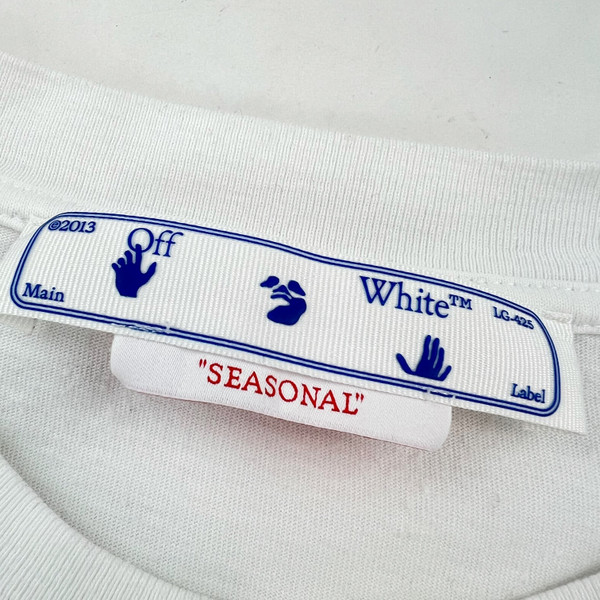 ©2013
Off
White™
LG-425
Main
Label
"SEASONAL"